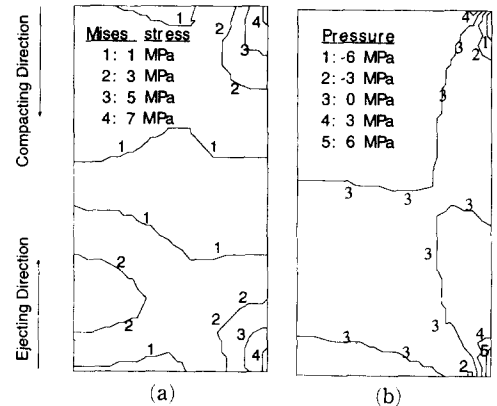 Compacting Direction
Ejecting Direction
Mises stress
1: 1 MPa
2: 3 MPa
3: 5 MPa
4: 7 MPa
1
2
4
3
2
1
1
1
1
2
2
1
2
2
3
4
(a)
Pressure
1: -6 MPa
2: -3 MPa
3: 0 MPa
4: 3 MPa
5: 6 MPa
4
3
3
1
2
3
3
3
3
3
3
3
3
4
5
2
(b)